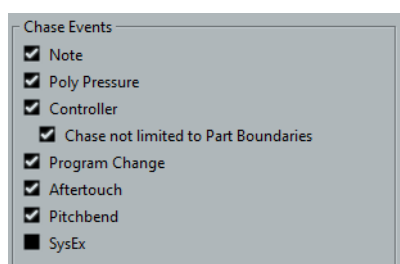 Chase Events
Note
Poly Pressure
Controller
Chase not limited to Part Boundaries
Program Change
Aftertouch
Pitchbend
SysEx